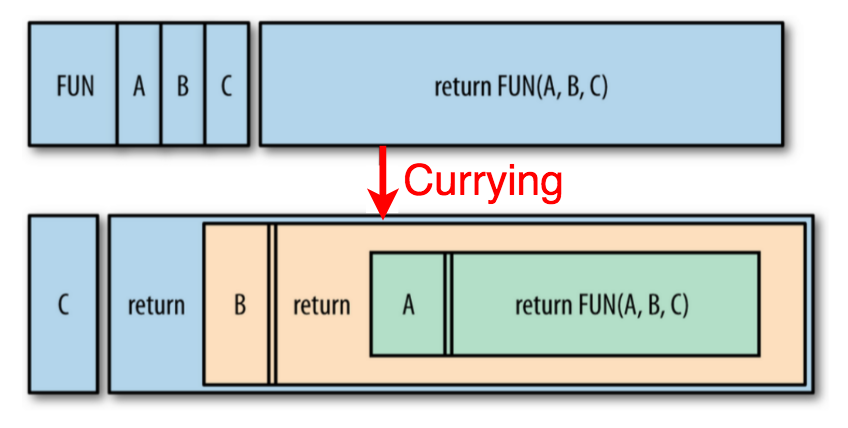 FUN A B C return FUN(A, B, C)
Currying
C return B return A return FUN(A, B, C)